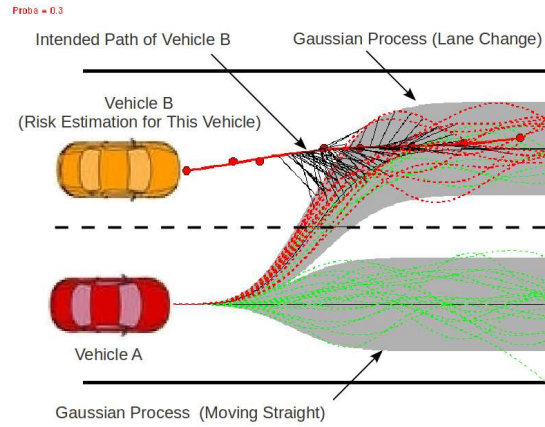 Proba = 0.3
Intended Path of Vehicle B
Gaussian Process (Lane Change)
Vehicle B
(Risk Estimation for This Vehicle)
Vehicle A
Gaussian Process (Moving Straight)